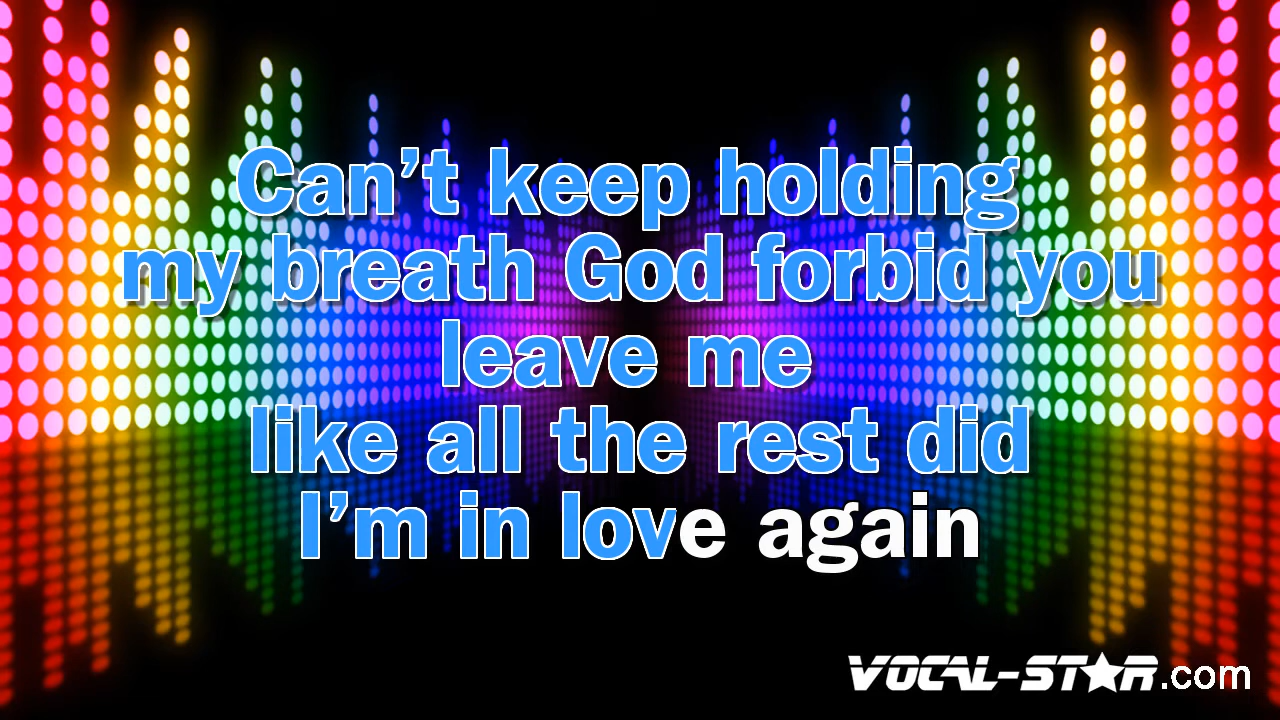 Can’t keep holding
my breath God forbid you
leave me
like all the rest did
I’m in love again
VOCAL-STAR.com